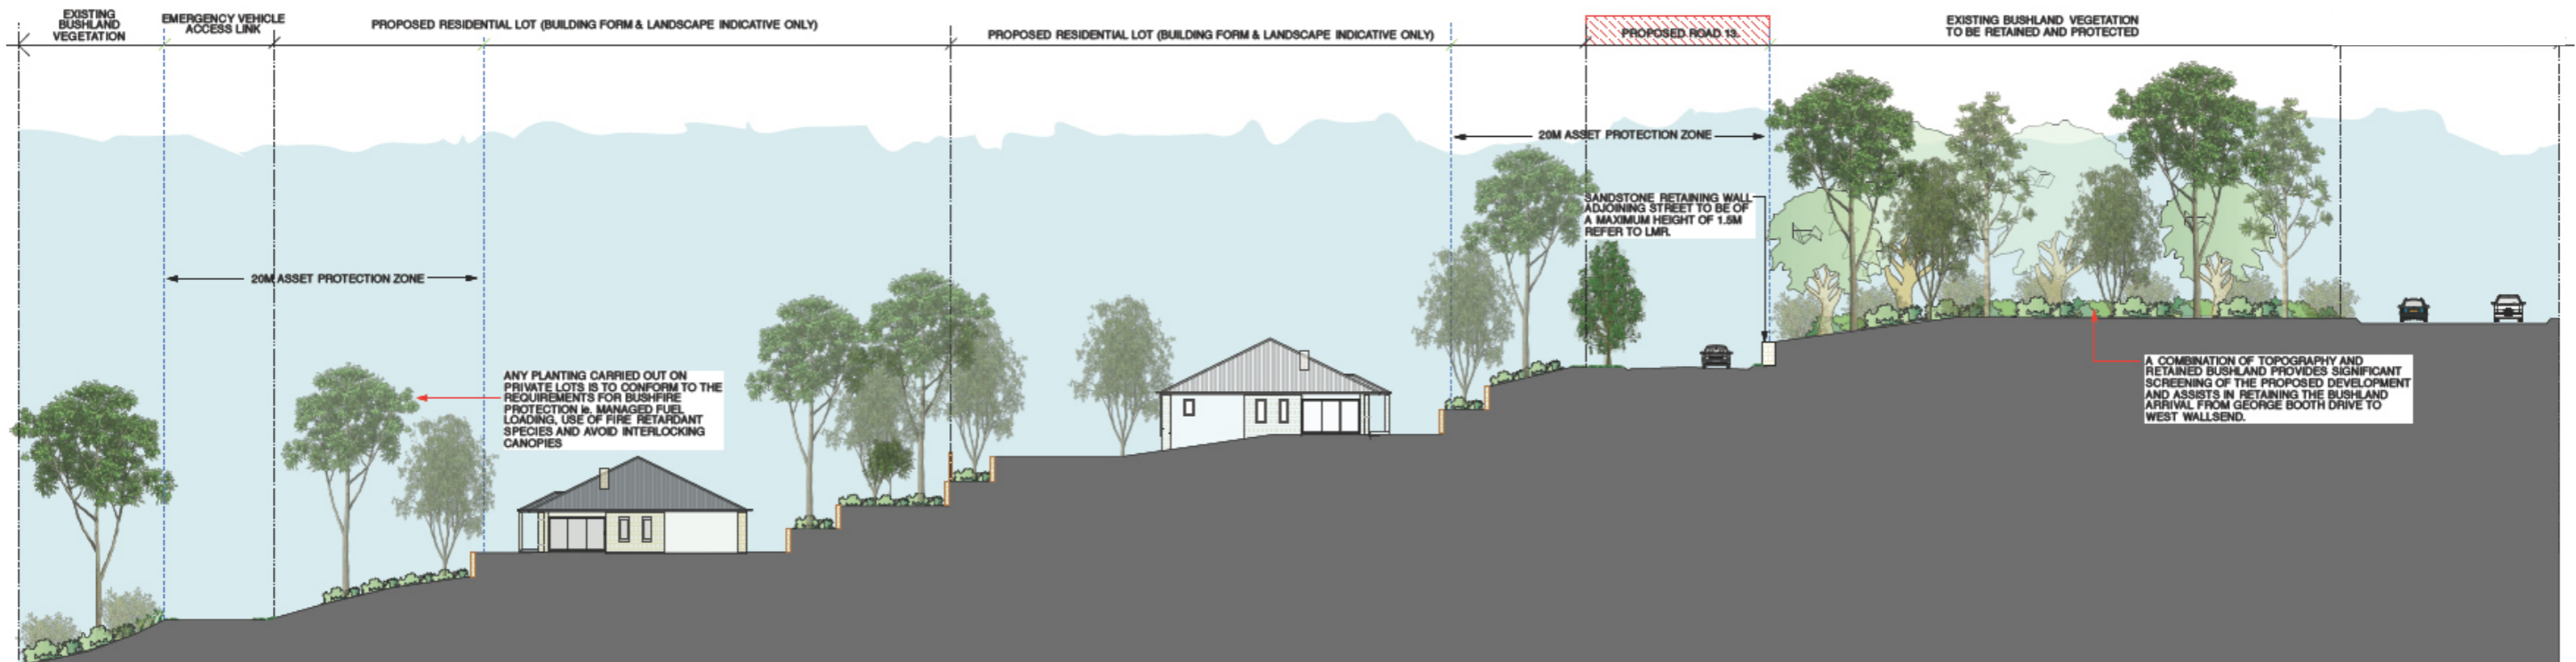 EXISTING
BUSHLAND
VEGETATION
EMERGENCY VEHICLE
ACCESS LINK
PROPOSED RESIDENTIAL LOT (BUILDING FORM & LANDSCAPE INDICATIVE ONLY)
PROPOSED RESIDENTIAL LOT (BUILDING FORM & LANDSCAPE INDICATIVE ONLY)
PROPOSED ROAD 13.
EXISTING BUSHLAND VEGETATION
TO BE RETAINED AND PROTECTED
20M ASSET PROTECTION ZONE
SANDSTONE RETAINING WALL
ADJOINING STREET TO BE OF
A MAXIMUM HEIGHT OF 1.5M
REFER TO LMR.
20M ASSET PROTECTION ZONE
ANY PLANTING CARRIED OUT ON
PRIVATE LOTS IS TO CONFORM TO THE
REQUIREMENTS FOR BUSHFIRE
PROTECTION ie. MANAGED FUEL
LOADING, USE OF FIRE RETARDANT
SPECIES AND AVOID INTERLOCKING
CANOPIES
A COMBINATION OF TOPOGRAPHY AND
RETAINED BUSHLAND PROVIDES SIGNIFICANT
SCREENING OF THE PROPOSED DEVELOPMENT
AND ASSISTS IN RETAINING THE BUSHLAND
ARRIVAL FROM GEORGE BOOTH DRIVE TO
WEST WALLSEND.